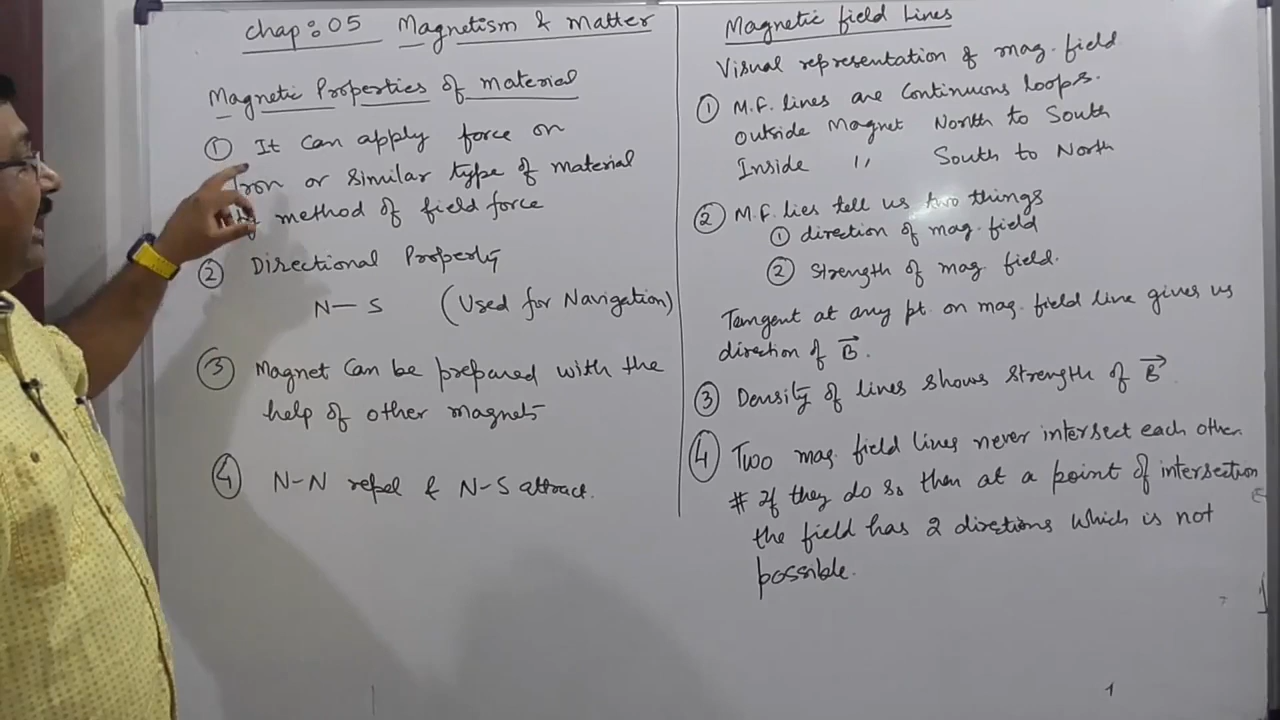 Chap: 05 Magnetism & Matter
Magnetic Properties of material
① It Can apply force on
Iron or similar type of material
method of field force
② Directional Property
N — S (Used for Navigation)
③ Magnet Can be prepared with the
help of other magnets
④ N-N repel & N-S attract.
Magnetic field Lines
Visual representation of mag. field
① M.F. lines are Continuous loops.
outside Magnet North to South
Inside " South to North
② M.F. lies tell us two things
① direction of mag. field
② Strength of mag field.
Tangent at any pt. on mag. field line gives us
direction of B⃗.
③ Density of lines shows strength of B⃗
④ Two mag field lines never intersect each other.
# If they do so then at a point of intersection
the field has 2 directions which is not
possible.
1